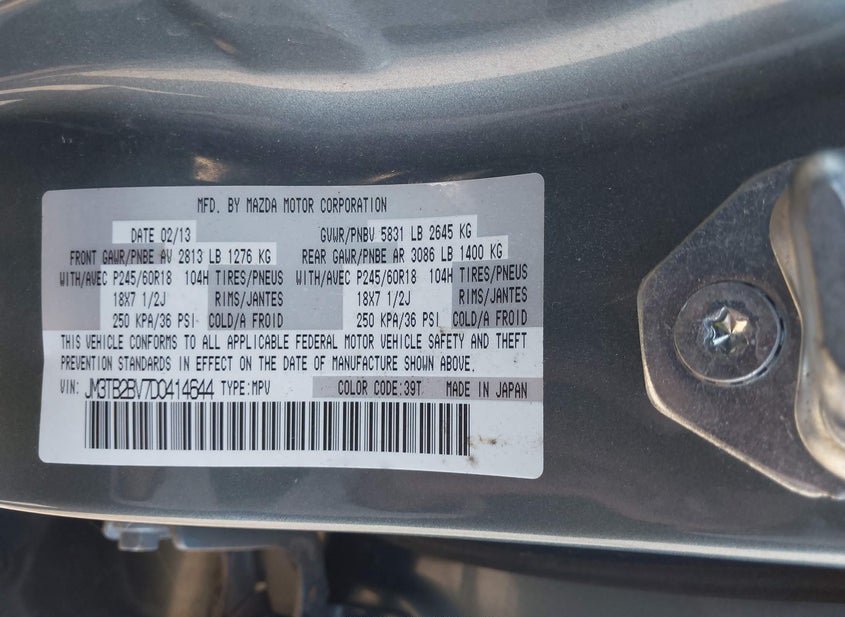 MFD. BY MAZDA MOTOR CORPORATION
DATE 02/13 GVWR/PNBV 5831 LB 2645 KG
FRONT GAWR/PNBE AV 2813 LB 1276 KG REAR GAWR/PNBE AR 3086 LB 1400 KG
WITH/AVEC P245/60R18 104H TIRES/PNEUS WITH/AVEC P245/60R18 104H TIRES/PNEUS
18X7 1/2J RIMS/JANTES 18X7 1/2J RIMS/JANTES
250 KPA/36 PSI COLD/A FROID 250 KPA/36 PSI COLD/A FROID
THIS VEHICLE CONFORMS TO ALL APPLICABLE FEDERAL MOTOR VEHICLE SAFETY AND THEFT
PREVENTION STANDARDS IN EFFECT ON THE DATE OF MANUFACTURE SHOWN ABOVE.
VIN: JM3TB2BV7D0414644 TYPE:MPV COLOR CODE:39T MADE IN JAPAN